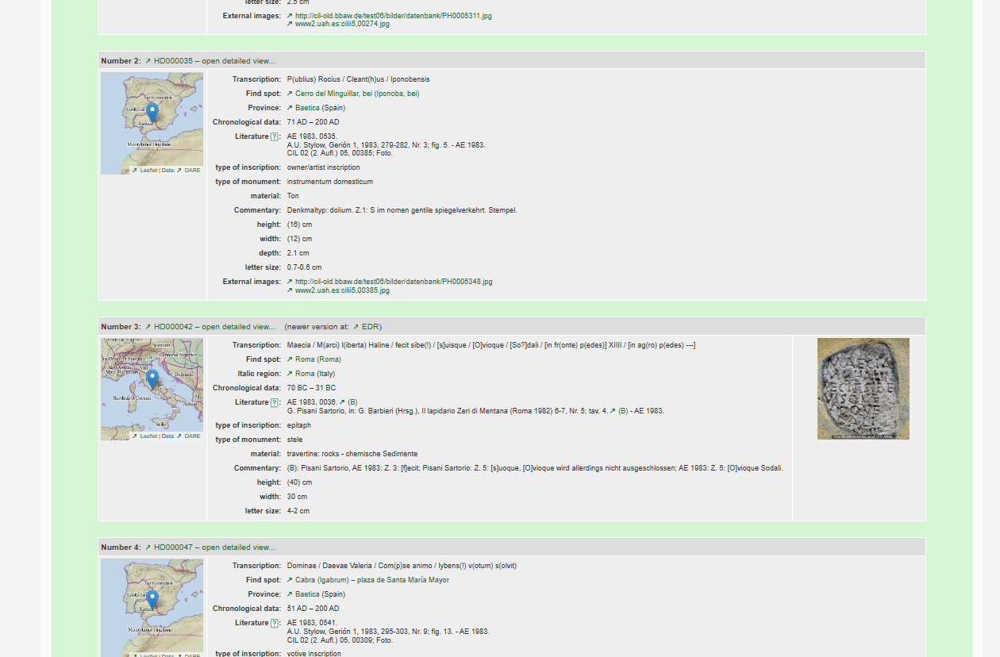 letter size: 2.5 cm
External images: ↗ http://cil-old.bbaw.de/test06/bilder/datenbank/PH0005311.jpg
↗ www2.uah.es:cilii5,00274.jpg
Number 2: ↗ HD000035 – open detailed view...
Tarraconensis
Lusitania
Baetica
Mauretania Tingitana
↗ Leaflet | Data: ↗ DARE
Transcription: P(ublius) Rocius / Cleant(h)us / Iponobensis
Find spot: ↗ Cerro del Minguillar, bei (Iponoba, bei)
Province: ↗ Baetica (Spain)
Chronological data: 71 AD – 200 AD
Literature [?]: AE 1983, 0535.
A.U. Stylow, Gerión 1, 1983, 279-282, Nr. 3; fig. 5. - AE 1983.
CIL 02 (2. Aufl.) 05, 00385; Foto.
type of inscription: owner/artist inscription
type of monument: instrumentum domesticum
material: Ton
Commentary: Denkmaltyp: dolium. Z.1: S im nomen gentile spiegelverkehrt. Stempel.
height: (16) cm
width: (12) cm
depth: 2.1 cm
letter size: 0.7-0.6 cm
External images: ↗ http://cil-old.bbaw.de/test06/bilder/datenbank/PH0005348.jpg
↗ www2.uah.es:cilii5,00385.jpg
Number 3: ↗ HD000042 – open detailed view... (newer version at: ↗ EDR)
Noricum
Pannonia Superior
VIII
Dalmatia
Sardinia et Corsica
Sicilia
↗ Leaflet | Data: ↗ DARE
Transcription: Maecia / M(arci) l(iberta) Haline / fecit sibe(!) / [s]uisque / [O]vioque / [So?]dali / [in fr(onte) p(edes)] XIIII / [in ag(ro) p(edes) ---]
Find spot: ↗ Roma (Roma)
Italic region: ↗ Roma (Italy)
Chronological data: 70 BC – 31 BC
Literature [?]: AE 1983, 0036. ↗ (B)
G. Pisani Sartorio, in: G. Barbieri (Hrsg.), Il lapidario Zeri di Mentana (Roma 1982) 6-7, Nr. 5; tav. 4. ↗ (B) - AE 1983.
type of inscription: epitaph
type of monument: stele
material: travertine: rocks - chemische Sedimente
Commentary: (B): Pisani Sartorio, AE 1983: Z. 3: [f]ecit; Pisani Sartorio: Z. 5: [s]uoque, [O]vioque wird allerdings nicht ausgeschlossen; AE 1983: Z. 5: [O]vioque Sodali.
height: (40) cm
width: 30 cm
letter size: 4-2 cm
Number 4: ↗ HD000047 – open detailed view...
Tarraconensis
Lusitania
Baetica
Mauretania Tingitana
↗ Leaflet | Data: ↗ DARE
Transcription: Dominae / Daevae Valeria / Com(p)se animo / lybens(!) v(otum) s(olvit)
Find spot: ↗ Cabra (Igabrum) – plaza de Santa María Mayor
Province: ↗ Baetica (Spain)
Chronological data: 51 AD – 200 AD
Literature [?]: AE 1983, 0541.
A.U. Stylow, Gerión 1, 1983, 295-303, Nr. 9; fig. 13. - AE 1983.
CIL 02 (2. Aufl.) 05, 00309; Foto.
type of inscription: votive inscription